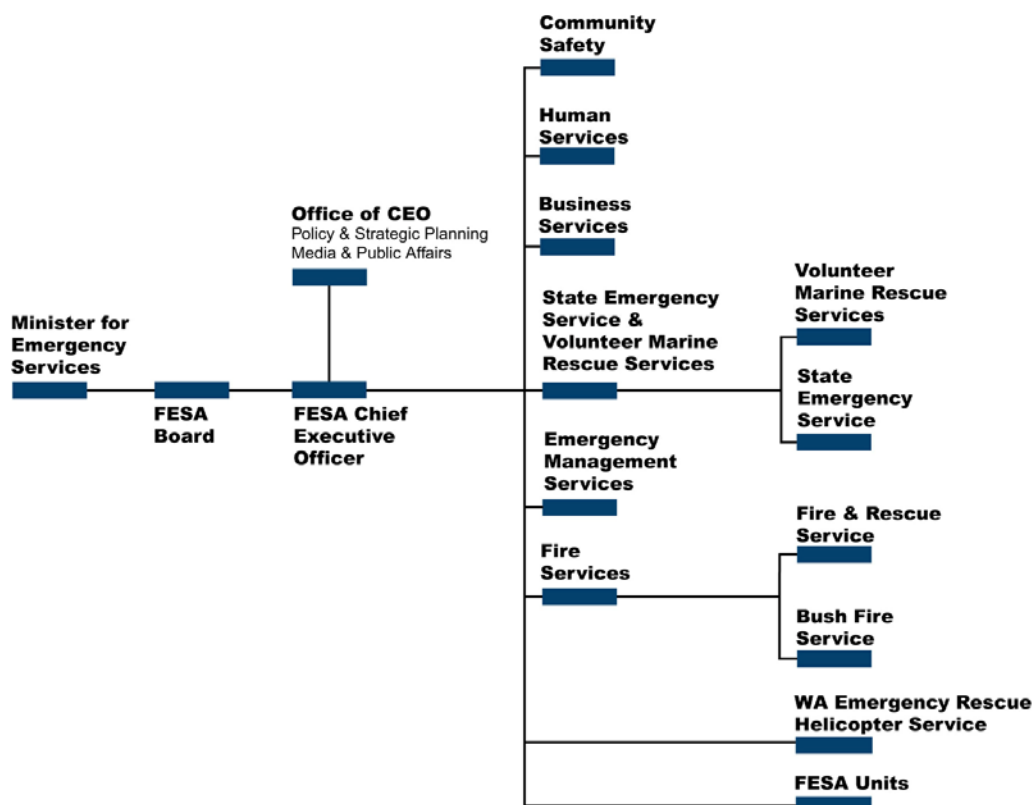 Community
Safety
Human
Services
Business
Services
Office of CEO
Policy & Strategic Planning
Media & Public Affairs
State Emergency
Service &
Volunteer Marine
Rescue Services
Volunteer
Marine Rescue
Services
Minister for
Emergency
Services
State
Emergency
Service
FESA
Board
FESA Chief
Executive
Officer
Emergency
Management
Services
Fire
Services
Fire & Rescue
Service
Bush Fire
Service
WA Emergency Rescue
Helicopter Service
FESA Units